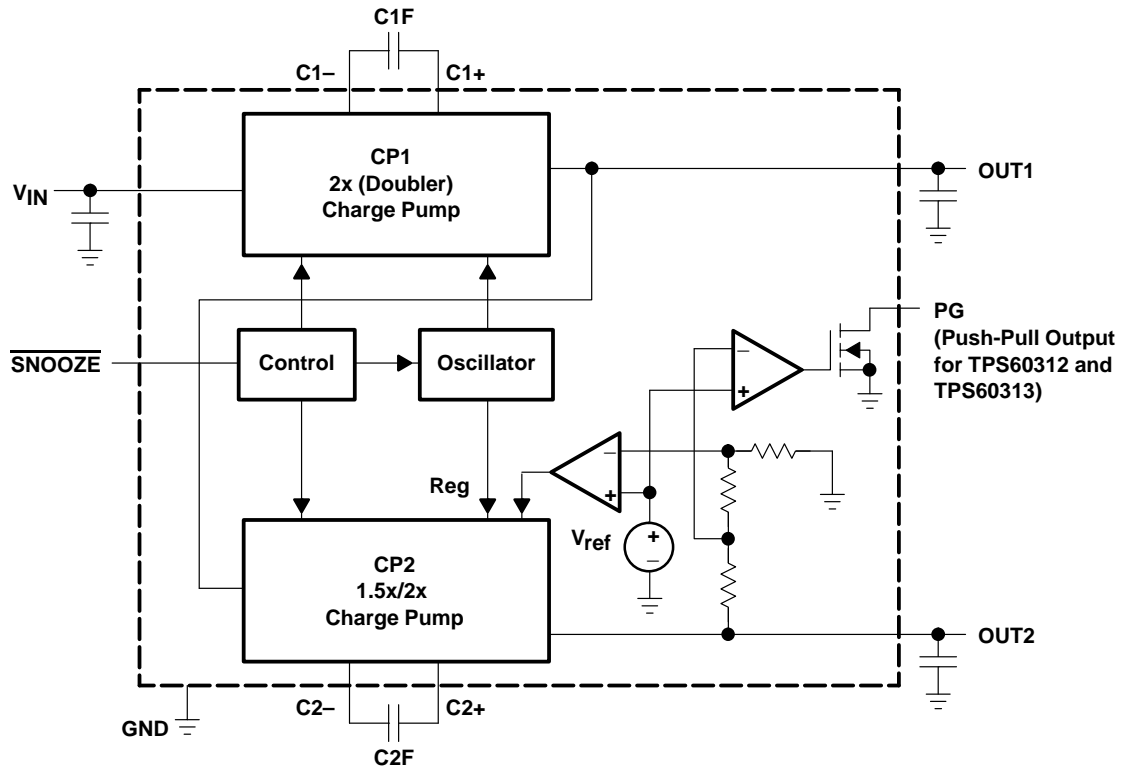 C1F
C1– C1+
CP1
2x (Doubler)
Charge Pump
OUT1
VIN
PG
(Push-Pull Output
for TPS60312 and
TPS60313)
SNOOZE
Control
Oscillator
–
+
–
+
Reg
Vref
+
–
CP2
1.5x/2x
Charge Pump
OUT2
C2– C2+
GND
C2F